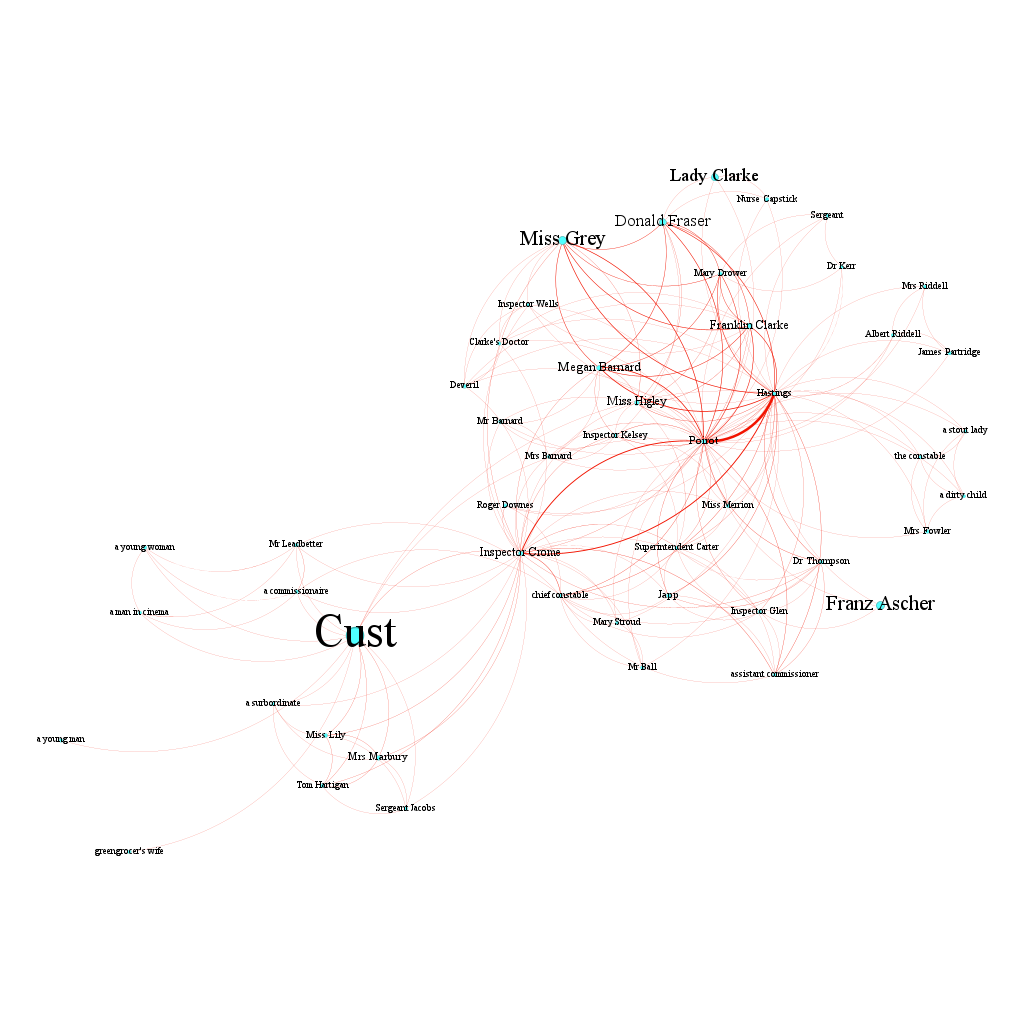 Lady Clarke
Nurse Capstick
Sergeant
Donald Fraser
Miss Grey
Dr Kerr
Mary Drower
Mrs Riddell
Inspector Wells
Franklin Clarke
Albert Riddell
Clarke's Doctor
James Partridge
Megan Barnard
Deveril
Hastings
Miss Higley
Mr Barnard
a stout lady
Inspector Kelsey
Poirot
Mrs Barnard
the constable
a dirty child
Roger Downes
Miss Merrion
Mrs Fowler
Mr Leadbetter
a young woman
Superintendent Carter
Inspector Crome
Dr Thompson
a commissionaire
chief constable
Japp
Franz Ascher
a man in cinema
Inspector Glen
Mary Stroud
Cust
Mr Ball
assistant commissioner
a surbordinate
Miss Lily
a young man
Mrs Marbury
Tom Hartigan
Sergeant Jacobs
greengrocer's wife